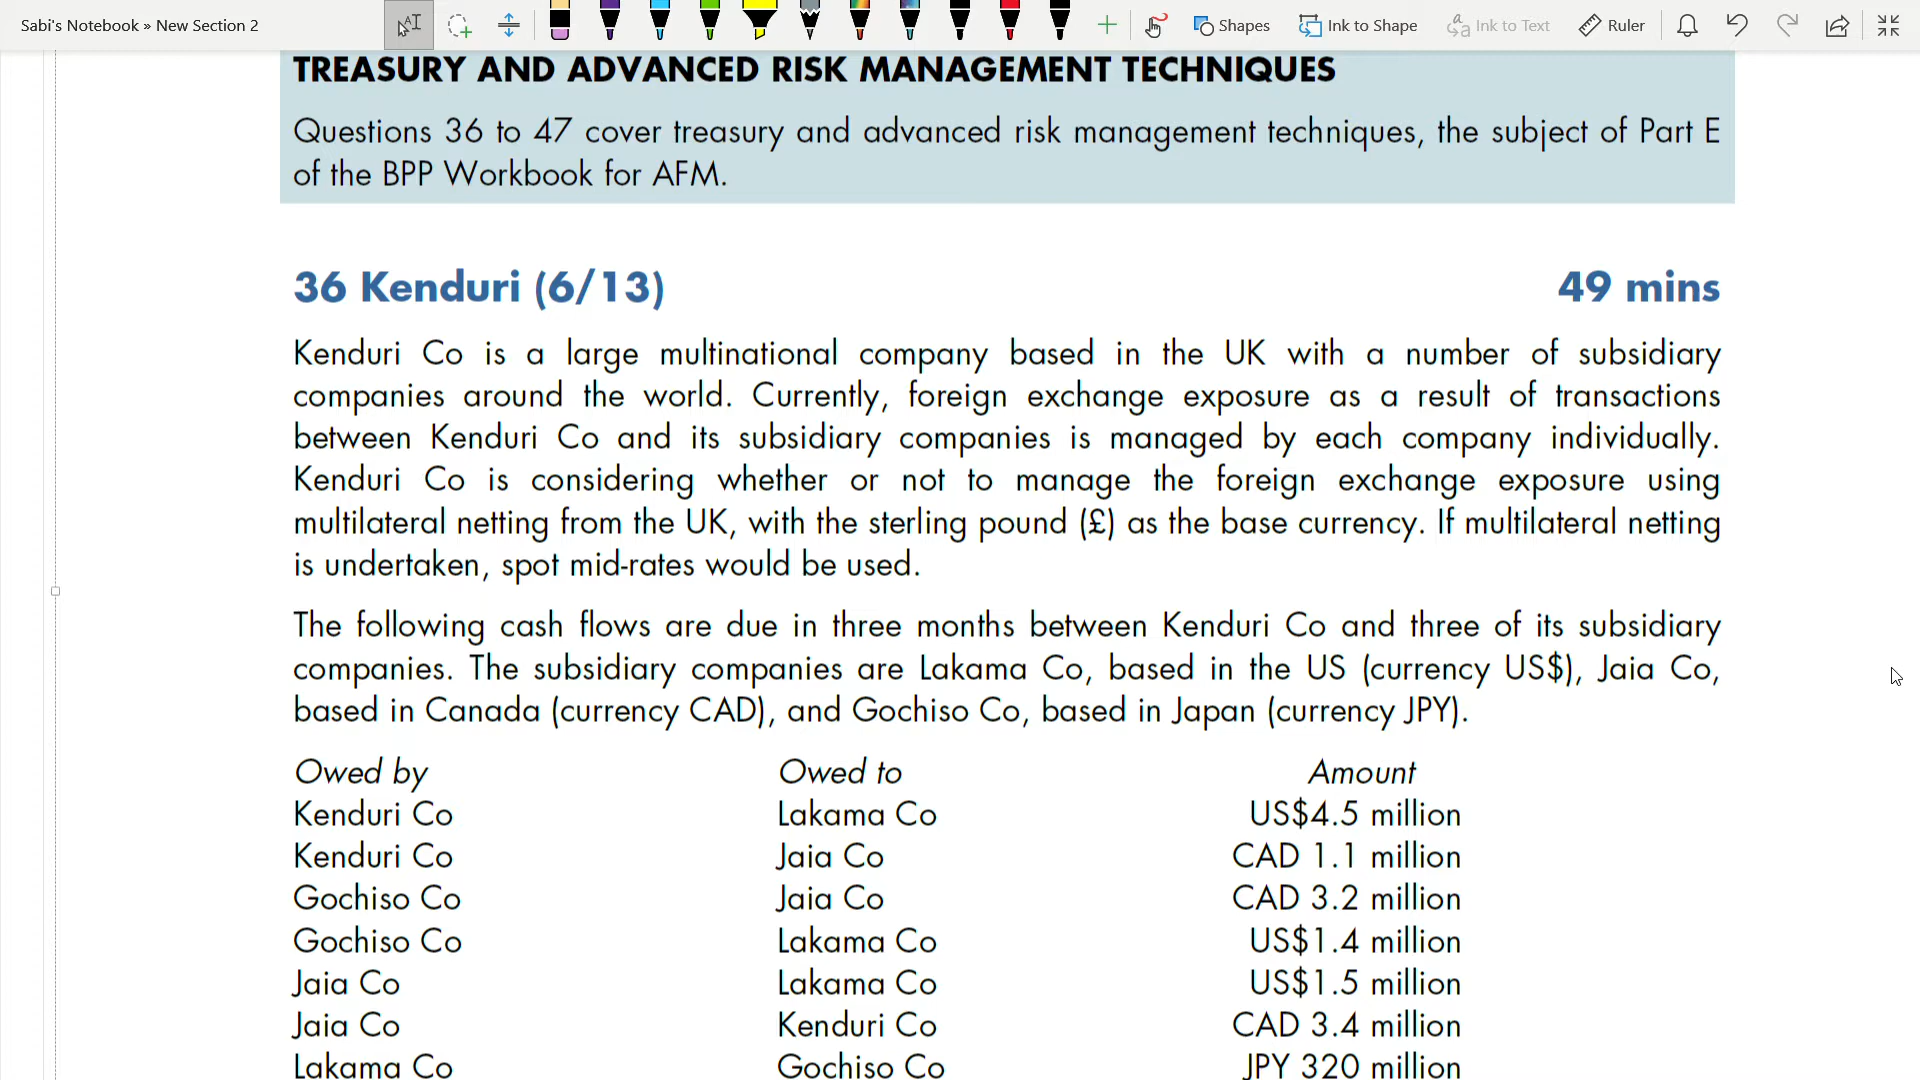 Sabi's Notebook » New Section 2
Shapes
Ink to Shape
Ink to Text
Ruler
TREASURY AND ADVANCED RISK MANAGEMENT TECHNIQUES
Questions 36 to 47 cover treasury and advanced risk management techniques, the subject of Part E
of the BPP Workbook for AFM.
36 Kenduri (6/13) 49 mins
Kenduri Co is a large multinational company based in the UK with a number of subsidiary
companies around the world. Currently, foreign exchange exposure as a result of transactions
between Kenduri Co and its subsidiary companies is managed by each company individually.
Kenduri Co is considering whether or not to manage the foreign exchange exposure using
multilateral netting from the UK, with the sterling pound (£) as the base currency. If multilateral netting
is undertaken, spot mid-rates would be used.
The following cash flows are due in three months between Kenduri Co and three of its subsidiary
companies. The subsidiary companies are Lakama Co, based in the US (currency US$), Jaia Co,
based in Canada (currency CAD), and Gochiso Co, based in Japan (currency JPY).
Owed by Owed to Amount
Kenduri Co Lakama Co US$4.5 million
Kenduri Co Jaia Co CAD 1.1 million
Gochiso Co Jaia Co CAD 3.2 million
Gochiso Co Lakama Co US$1.4 million
Jaia Co Lakama Co US$1.5 million
Jaia Co Kenduri Co CAD 3.4 million
Lakama Co Gochiso Co JPY 320 million